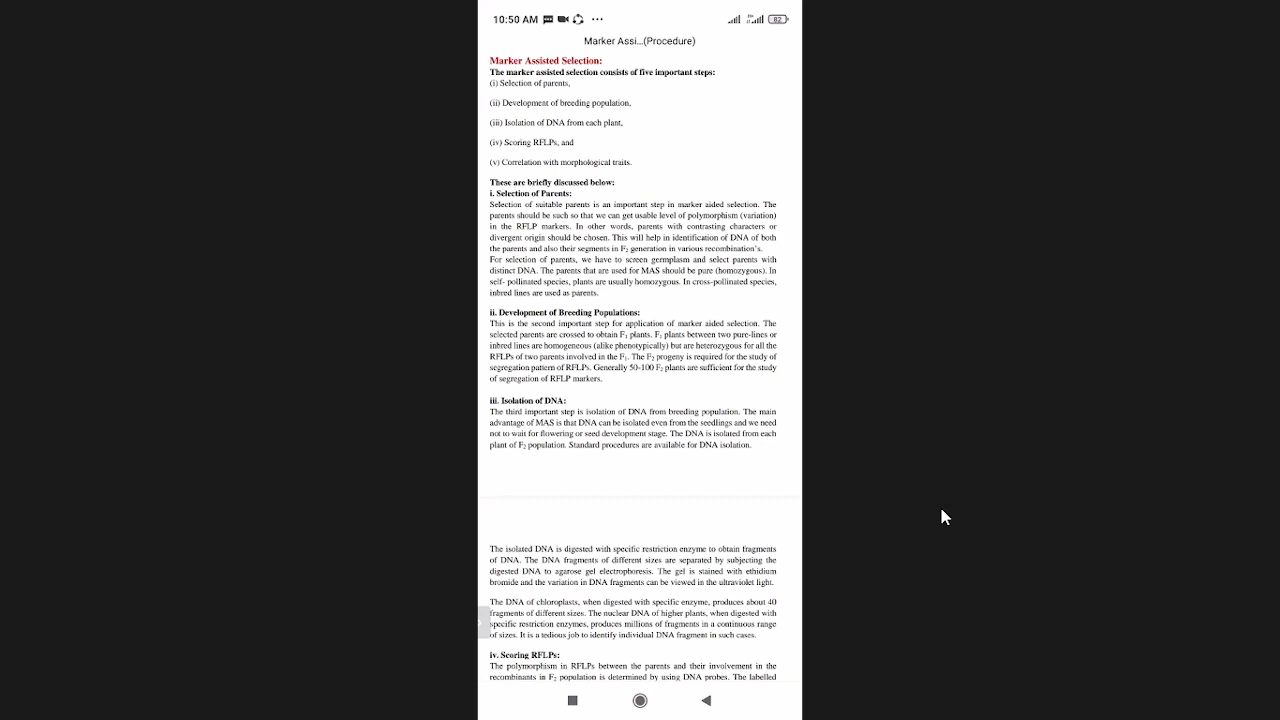 10:50 AM
82
Marker Assi...(Procedure)
Marker Assisted Selection:
The marker assisted selection consists of five important steps:
(i) Selection of parents,
(ii) Development of breeding population,
(iii) Isolation of DNA from each plant,
(iv) Scoring RFLPs, and
(v) Correlation with morphological traits.
These are briefly discussed below:
i. Selection of Parents:
Selection of suitable parents is an important step in marker aided selection. The
parents should be such so that we can get usable level of polymorphism (variation)
in the RFLP markers. In other words, parents with contrasting characters or
divergent origin should be chosen. This will help in identification of DNA of both
the parents and also their segments in F₂ generation in various recombination's.
For selection of parents, we have to screen germplasm and select parents with
distinct DNA. The parents that are used for MAS should be pure (homozygous). In
self- pollinated species, plants are usually homozygous. In cross-pollinated species,
inbred lines are used as parents.
ii. Development of Breeding Populations:
This is the second important step for application of marker aided selection. The
selected parents are crossed to obtain F₁ plants. F₁ plants between two pure-lines or
inbred lines are homogeneous (alike phenotypically) but are heterozygous for all the
RFLPs of two parents involved in the F₁. The F₂ progeny is required for the study of
segregation pattern of RFLPs. Generally 50-100 F₂ plants are sufficient for the study
of segregation of RFLP markers.
iii. Isolation of DNA:
The third important step is isolation of DNA from breeding population. The main
advantage of MAS is that DNA can be isolated even from the seedlings and we need
not to wait for flowering or seed development stage. The DNA is isolated from each
plant of F₂ population. Standard procedures are available for DNA isolation.
The isolated DNA is digested with specific restriction enzyme to obtain fragments
of DNA. The DNA fragments of different sizes are separated by subjecting the
digested DNA to agarose gel electrophoresis. The gel is stained with ethidium
bromide and the variation in DNA fragments can be viewed in the ultraviolet light.
The DNA of chloroplasts, when digested with specific enzyme, produces about 40
fragments of different sizes. The nuclear DNA of higher plants, when digested with
specific restriction enzymes, produces millions of fragments in a continuous range
of sizes. It is a tedious job to identify individual DNA fragment in such cases.
iv. Scoring RFLPs:
The polymorphism in RFLPs between the parents and their involvement in the
recombinants in F₂ population is determined by using DNA probes. The labelled